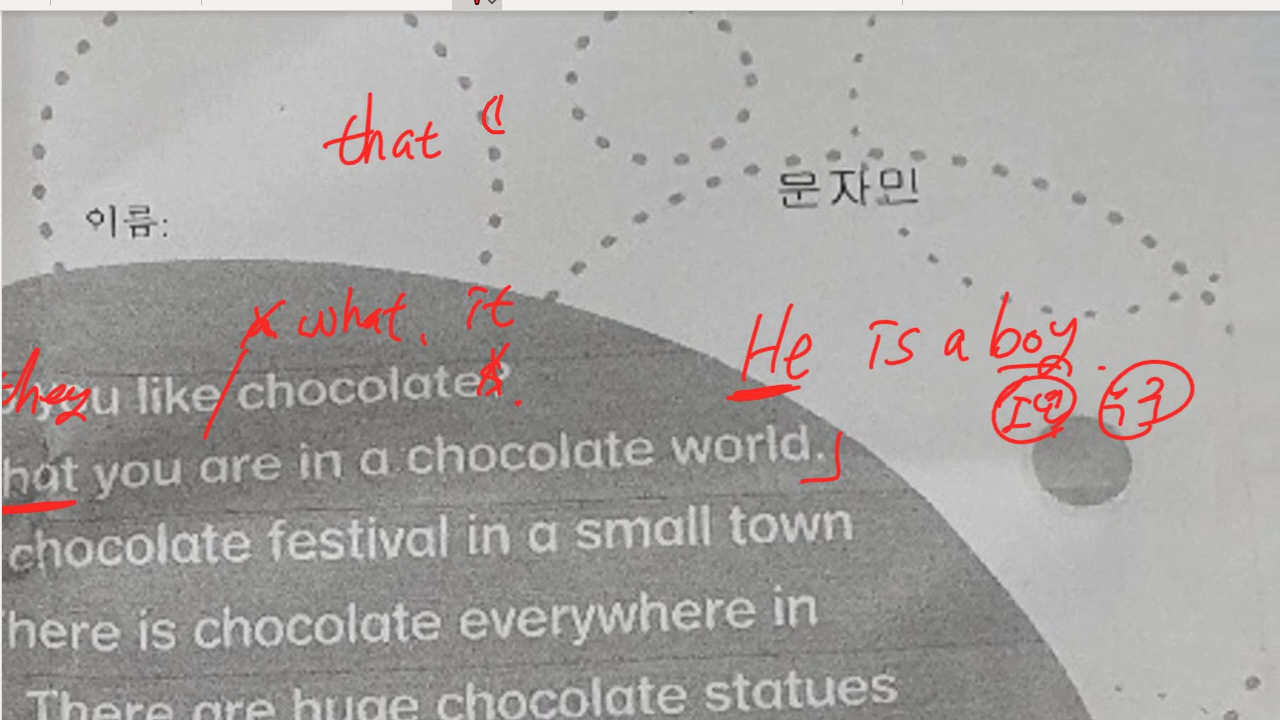 that
문자민
이름:
what. it
He is a boy.
they
you like chocolate?
hat you are in a chocolate world.
chocolate festival in a small town
here is chocolate everywhere in
There are huge chocolate statues